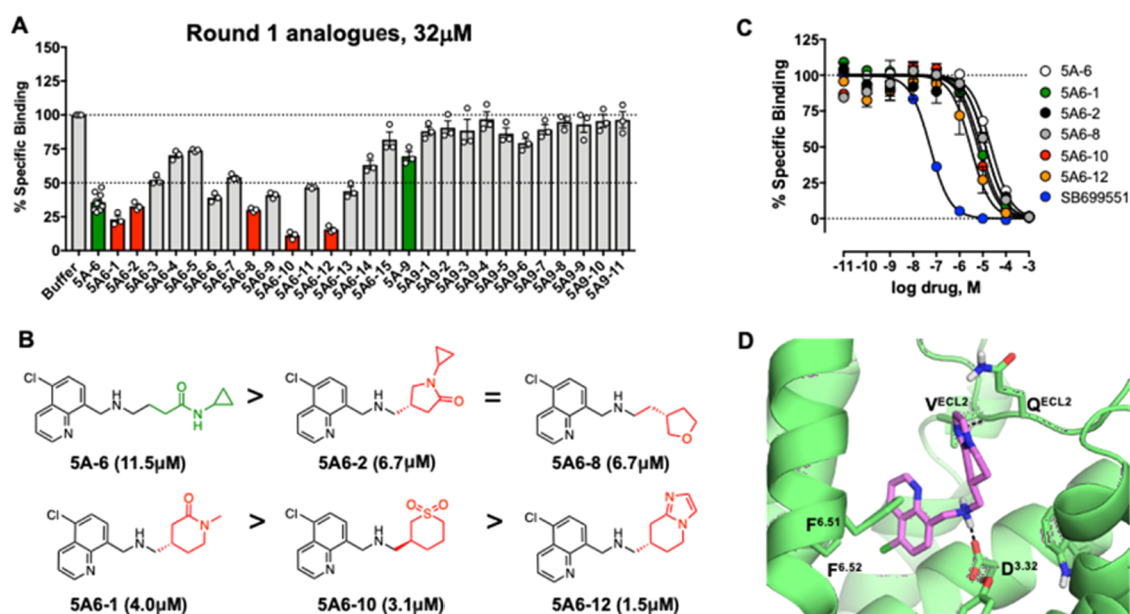 A
Round 1 analogues, 32µM
% Specific Binding
150
125
100
75
50
25
0
Buffer
5A-6
5A6-1
5A6-2
5A6-3
5A6-4
5A6-5
5A6-6
5A6-7
5A6-8
5A6-9
5A6-10
5A6-11
5A6-12
5A6-13
5A6-14
5A6-15
5A-9
5A9-1
5A9-2
5A9-3
5A9-4
5A9-5
5A9-6
5A9-7
5A9-8
5A9-9
5A9-10
5A9-11
B
Cl
N
H
N
O
N
H
5A-6 (11.5µM)
>
Cl
N
H
N
N
O
5A6-2 (6.7µM)
=
Cl
N
H
N
O
5A6-8 (6.7µM)
Cl
N
H
N
O
N
5A6-1 (4.0µM)
>
Cl
N
H
N
O
O
S
5A6-10 (3.1µM)
>
Cl
N
H
N
N
N
5A6-12 (1.5µM)
C
% Specific Binding
125
100
75
50
25
0
-11 -10 -9 -8 -7 -6 -5 -4 -3
log drug, M
5A-6
5A6-1
5A6-2
5A6-8
5A6-10
5A6-12
SB699551
D
V ECL2
Q ECL2
F 6.51
F 6.52
D 3.32